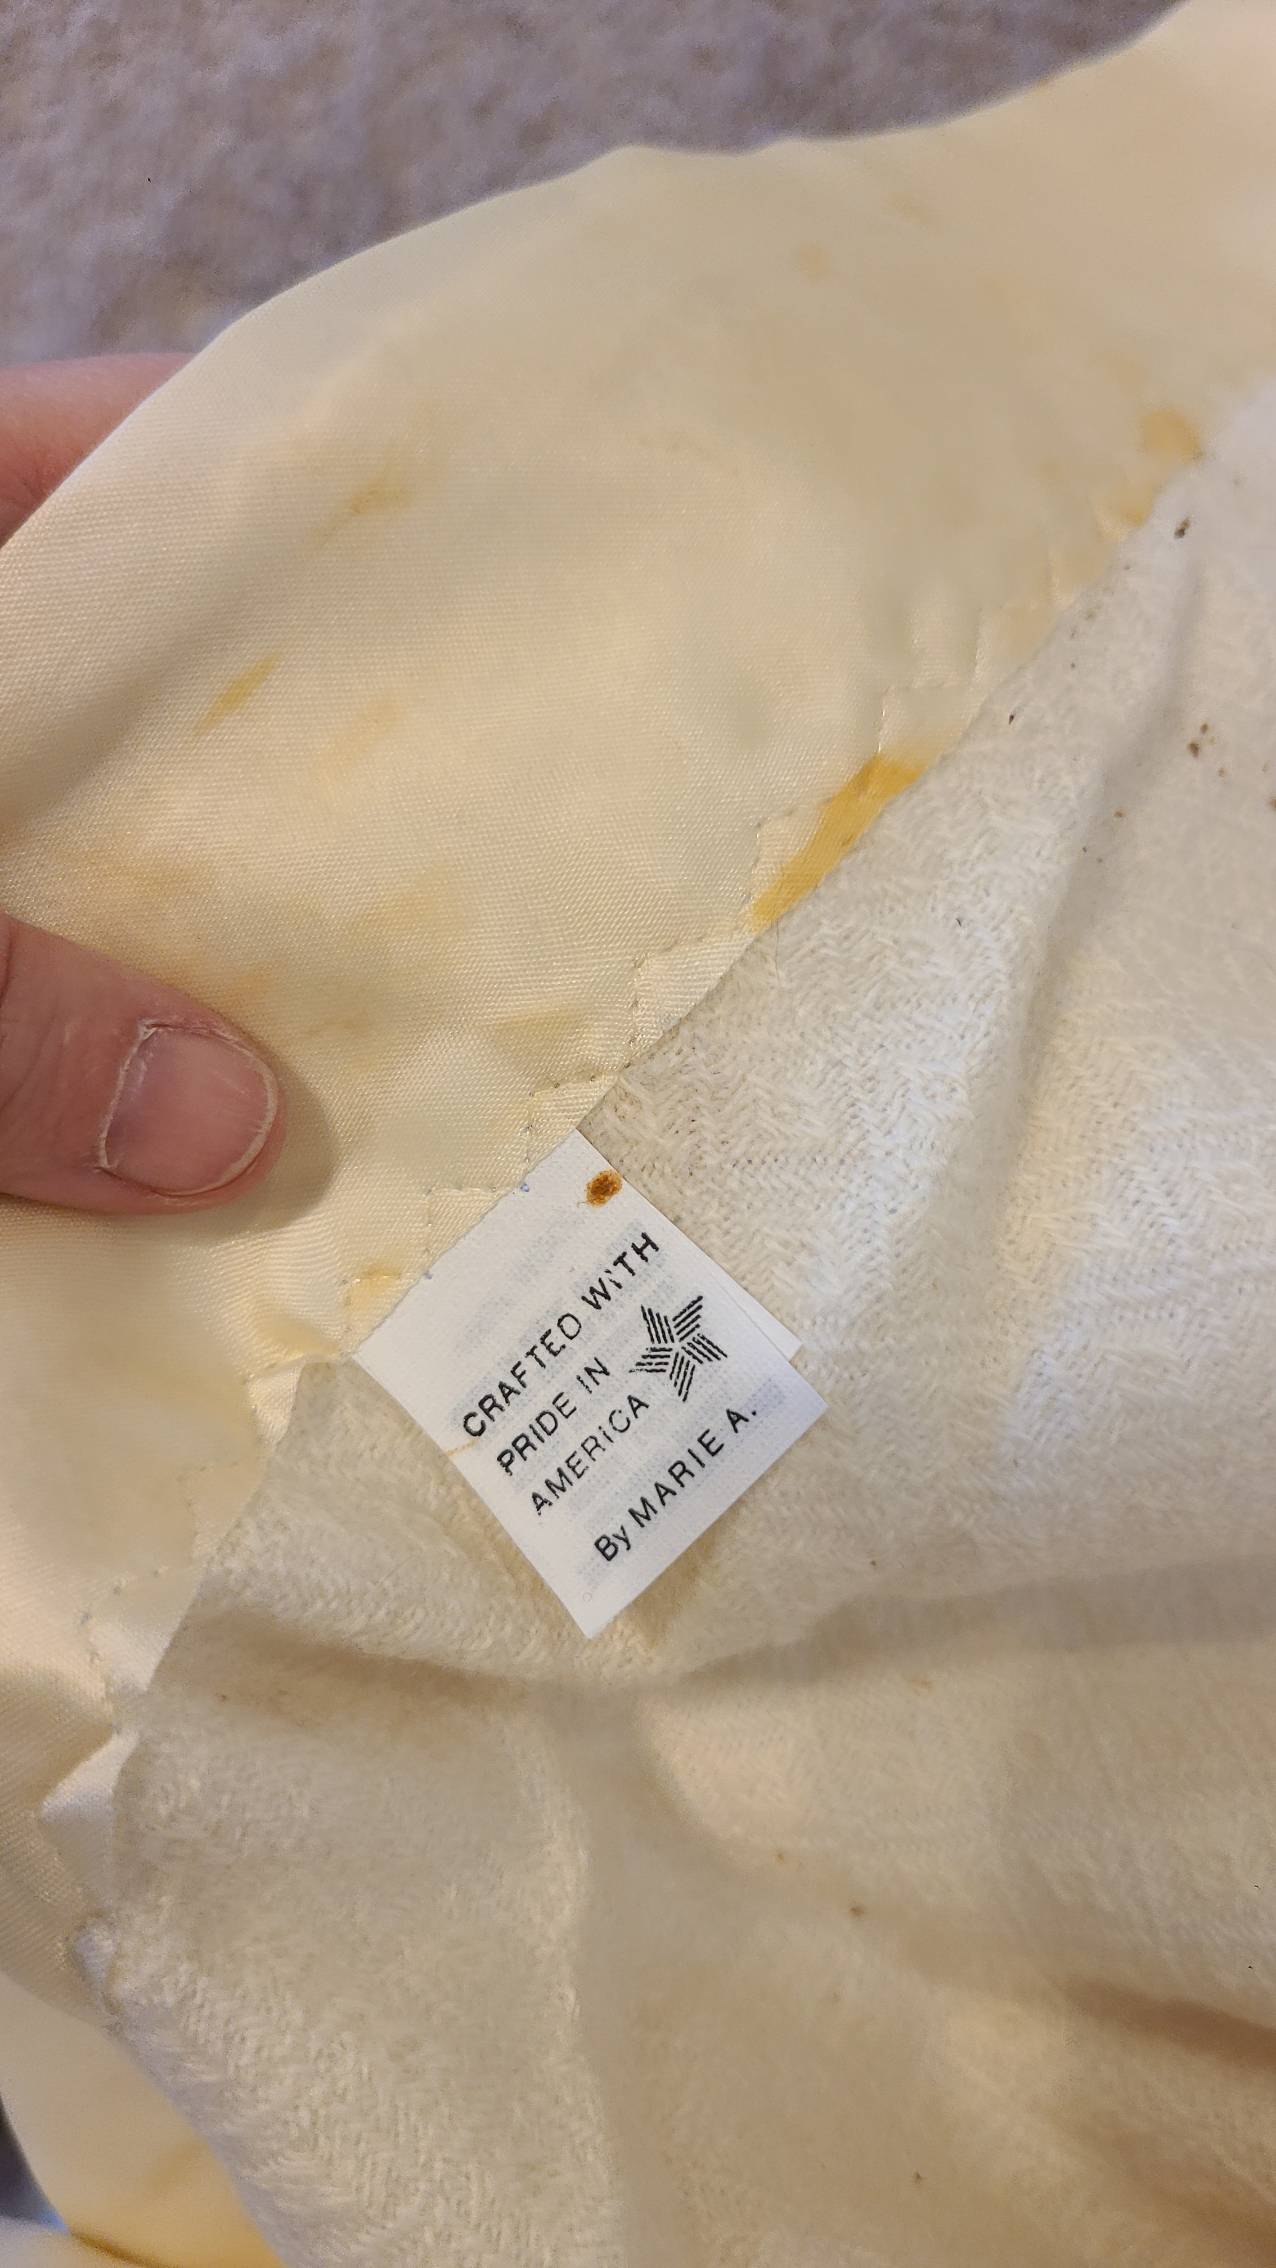 CRAFTED WITH
PRIDE IN
AMERICA
By MARIE A.